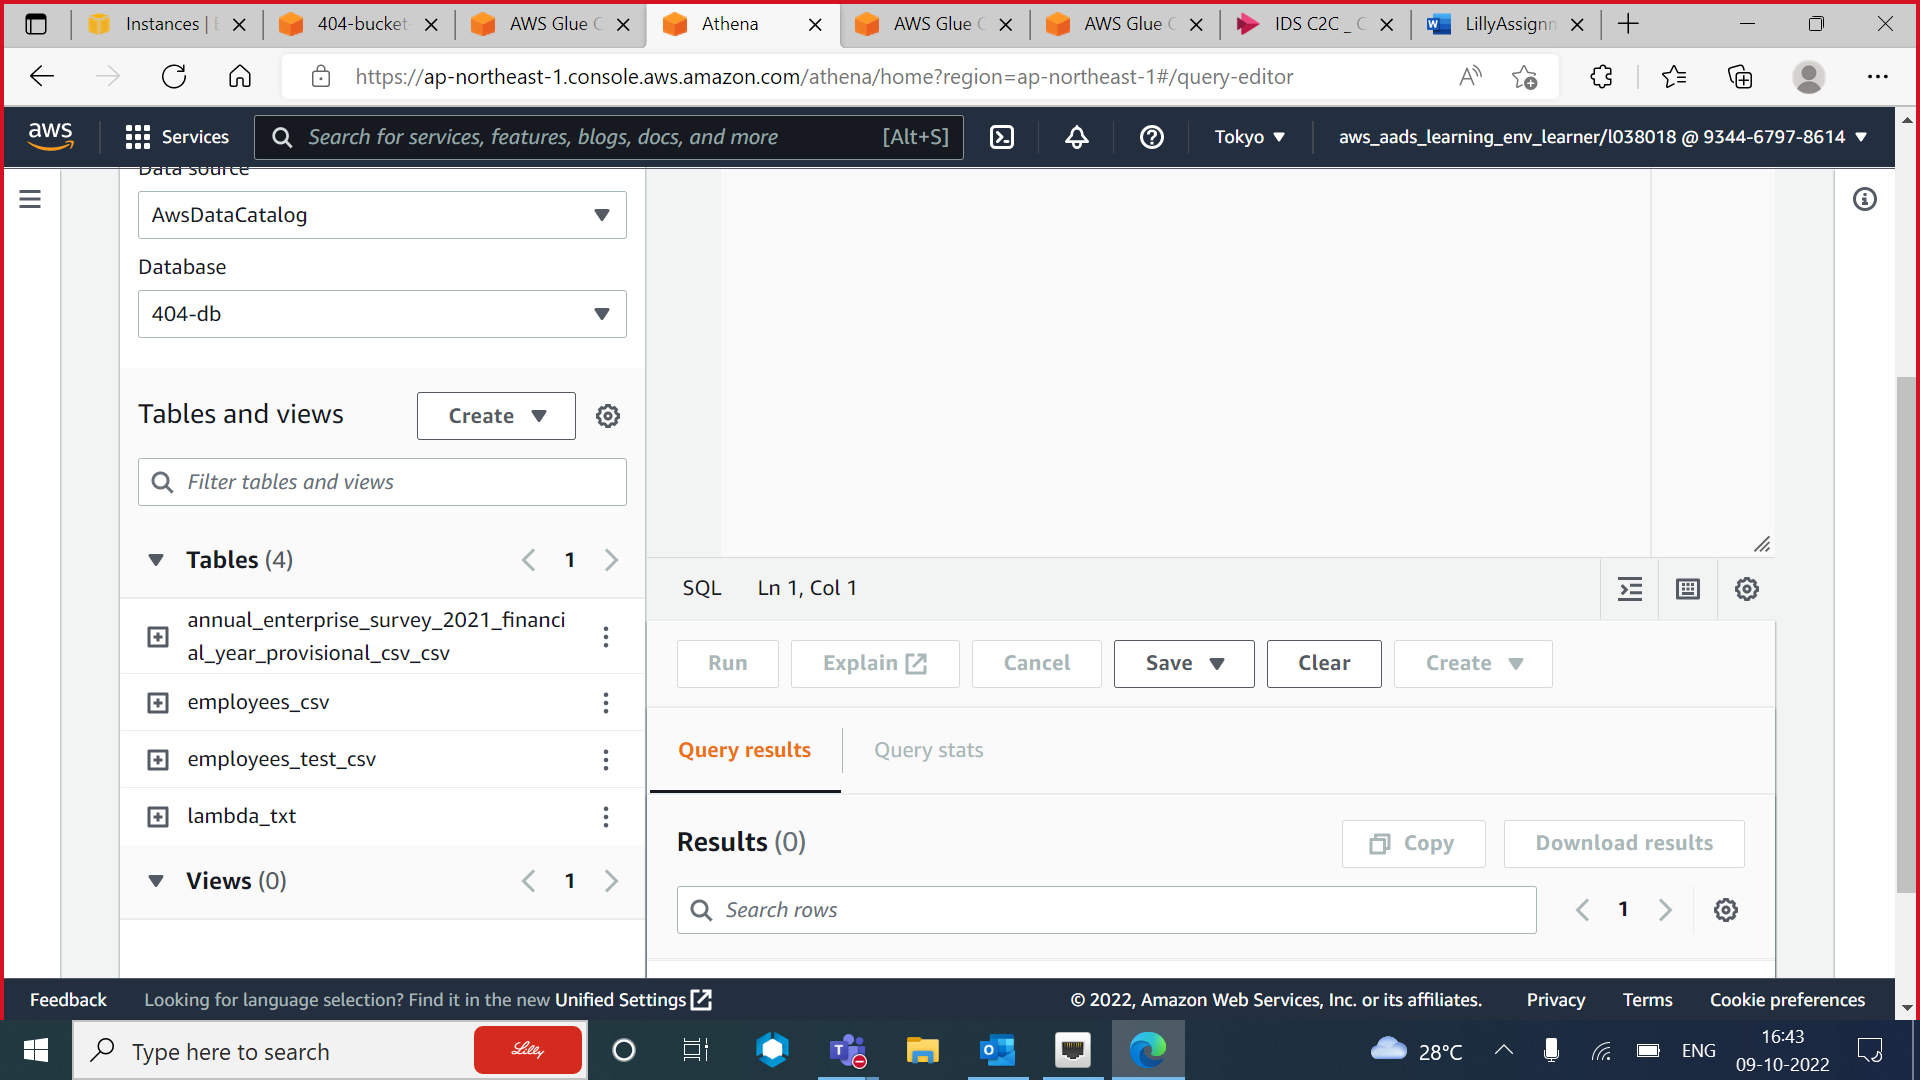 Instances | E
404-bucket
AWS Glue C
Athena
AWS Glue C
AWS Glue C
IDS C2C _ C
LillyAssignm
https://ap-northeast-1.console.aws.amazon.com/athena/home?region=ap-northeast-1#/query-editor
aws
Services
Search for services, features, blogs, docs, and more
[Alt+S]
Tokyo
aws_aads_learning_env_learner/l038018 @ 9344-6797-8614
Data source
AwsDataCatalog
Database
404-db
Tables and views
Create
Filter tables and views
Tables (4)
1
annual_enterprise_survey_2021_financi
al_year_provisional_csv_csv
employees_csv
employees_test_csv
lambda_txt
Views (0)
1
SQL
Ln 1, Col 1
Run
Explain
Cancel
Save
Clear
Create
Query results
Query stats
Results (0)
Copy
Download results
Search rows
1
Feedback
Looking for language selection? Find it in the new Unified Settings
© 2022, Amazon Web Services, Inc. or its affiliates.
Privacy
Terms
Cookie preferences
Type here to search
Lilly
28°C
ENG
16:43
09-10-2022